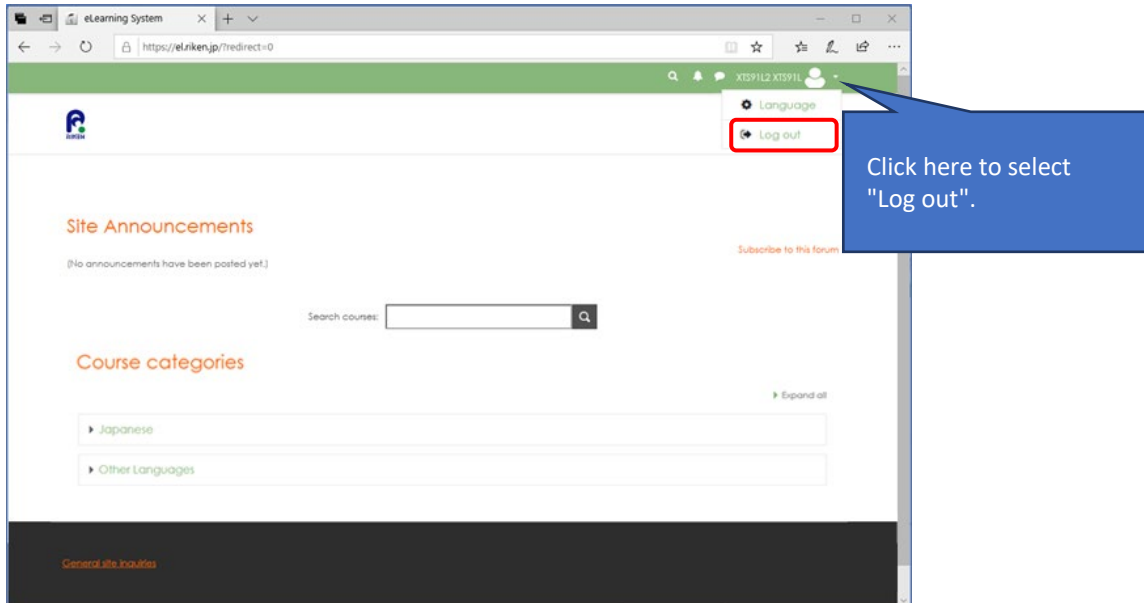 eLearning System
https://el.riken.jp/?redirect=0
XTS91L2 XTS91L
Language
Log out
RIKEN
Click here to select
"Log out".
Site Announcements
Subscribe to this forum
(No announcements have been posted yet.)
Search courses:
Course categories
Expand all
Japanese
Other Languages
General site inquiries